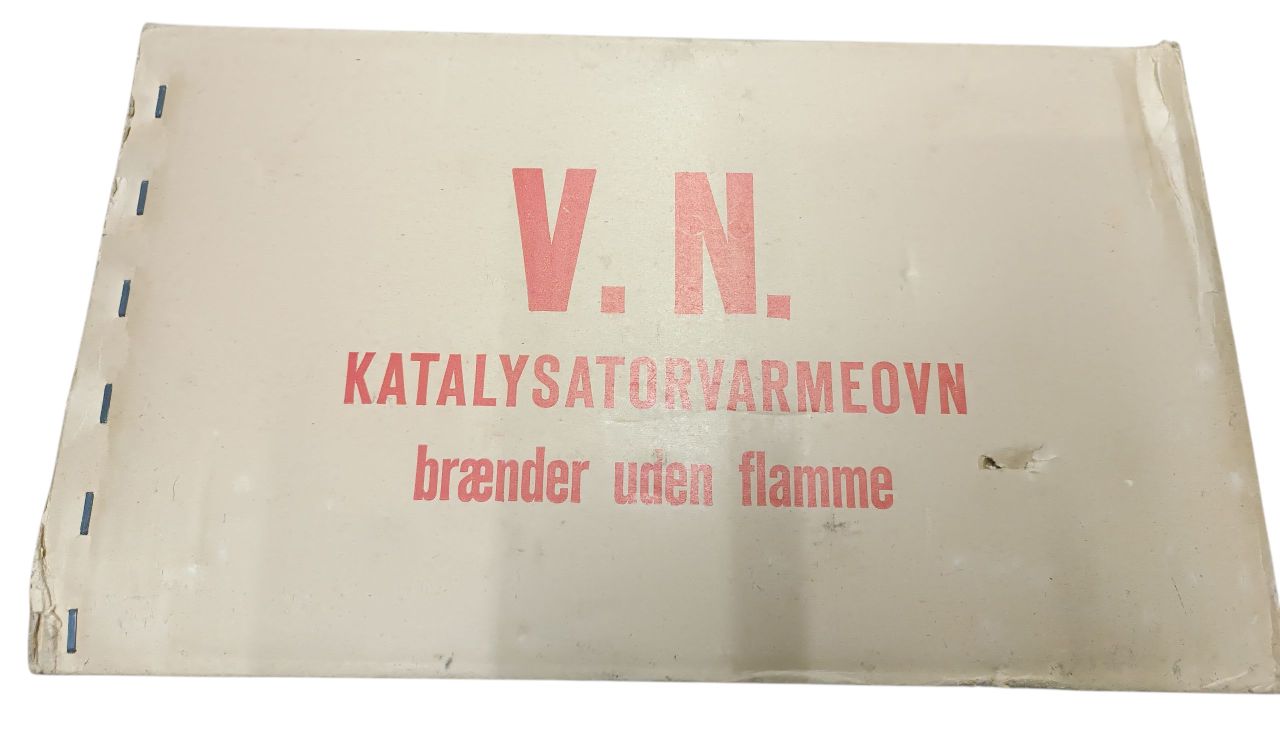 V. N.
KATALYSATORVARMEOVN
brænder uden flamme